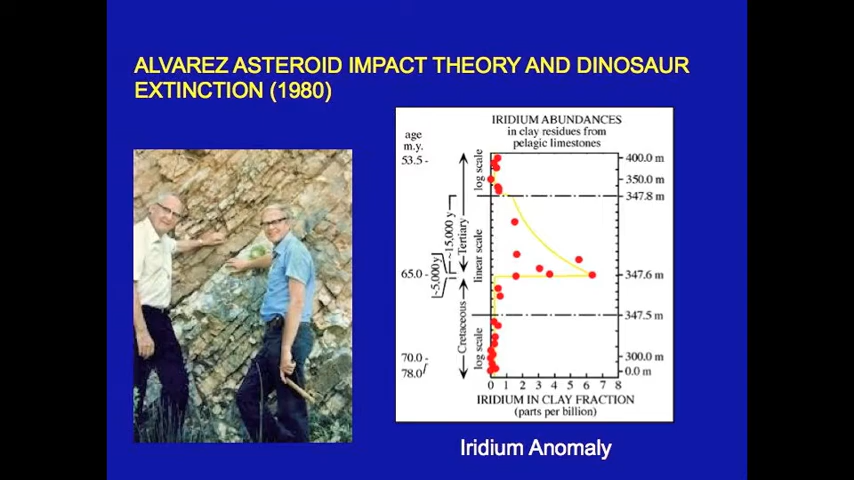 ALVAREZ ASTEROID IMPACT THEORY AND DINOSAUR
EXTINCTION (1980)
IRIDIUM ABUNDANCES
in clay residues from
pelagic limestones
age
m.y.
53.5 -
65.0 -
70.0 -
78.0
log scale
linear scale
log scale
Tertiary
Cretaceous
~15,000 y
~5,000 y
400.0 m
350.0 m
347.8 m
347.6 m
347.5 m
300.0 m
0.0 m
0 1 2 3 4 5 6 7 8
IRIDIUM IN CLAY FRACTION
(parts per billion)
Iridium Anomaly